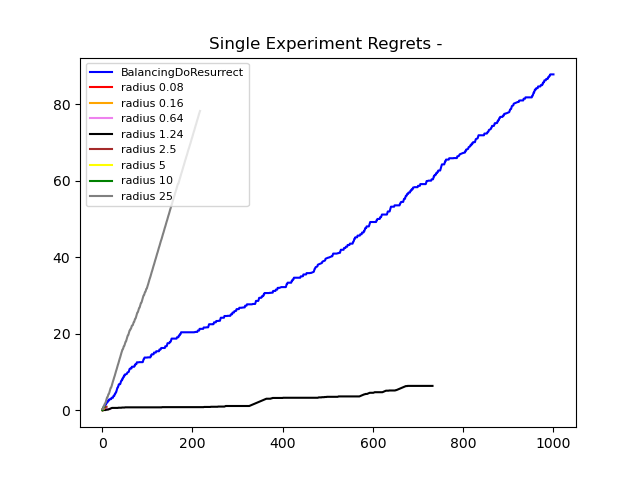 Single Experiment Regrets -
BalancingDoResurrect
radius 0.08
radius 0.16
radius 0.64
radius 1.24
radius 2.5
radius 5
radius 10
radius 25
80
60
40
20
0
0 200 400 600 800 1000